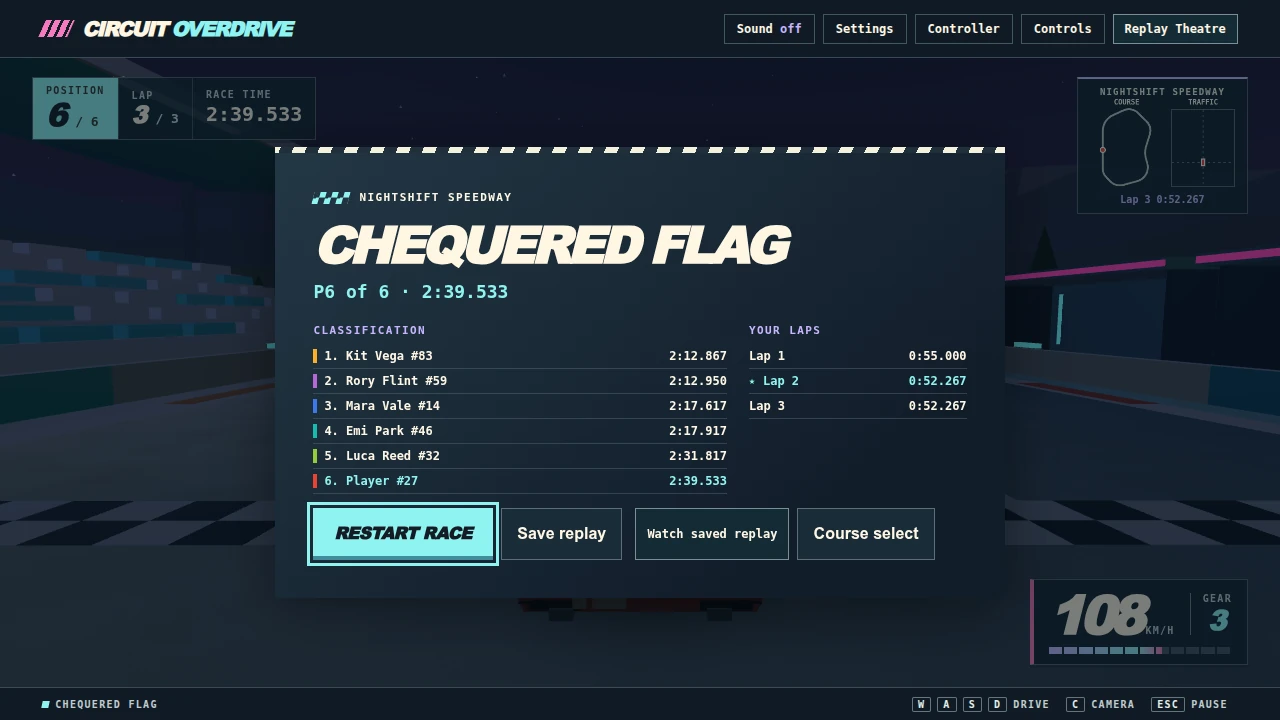 CIRCUIT OVERDRIVE
Sound off
Settings
Controller
Controls
Replay Theatre
POSITION
6 / 6
LAP
3 / 3
RACE TIME
2:39.533
NIGHTSHIFT SPEEDWAY
COURSE
TRAFFIC
Lap 3 0:52.267
NIGHTSHIFT SPEEDWAY
CHEQUERED FLAG
P6 of 6 · 2:39.533
CLASSIFICATION
1. Kit Vega #83 2:12.867
2. Rory Flint #59 2:12.950
3. Mara Vale #14 2:17.617
4. Emi Park #46 2:17.917
5. Luca Reed #32 2:31.817
6. Player #27 2:39.533
YOUR LAPS
Lap 1 0:55.000
★ Lap 2 0:52.267
Lap 3 0:52.267
RESTART RACE
Save replay
Watch saved replay
Course select
108 KM/H
GEAR
3
CHEQUERED FLAG
W A S D DRIVE C CAMERA ESC PAUSE